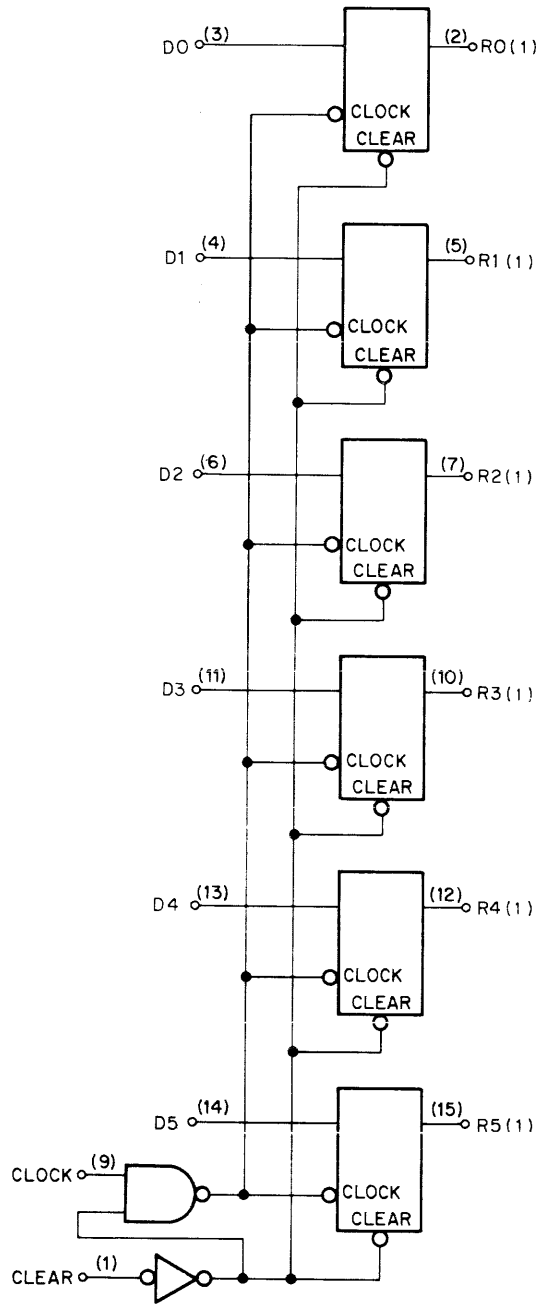 D0 (3) (2) R0(1)
CLOCK
CLEAR
D1 (4) (5) R1(1)
CLOCK
CLEAR
D2 (6) (7) R2(1)
CLOCK
CLEAR
D3 (11) (10) R3(1)
CLOCK
CLEAR
D4 (13) (12) R4(1)
CLOCK
CLEAR
D5 (14) (15) R5(1)
CLOCK (9) CLOCK
CLEAR
CLEAR (1)